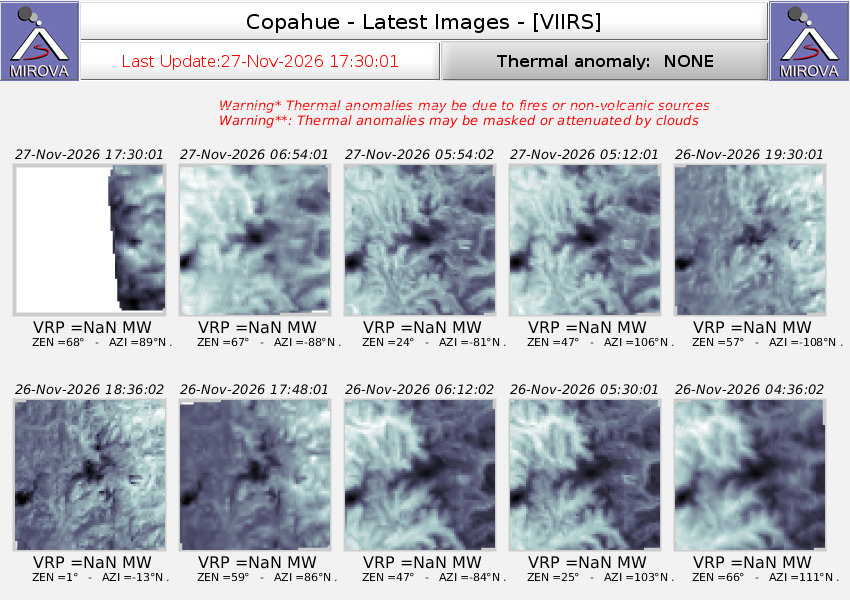 Copahue - Latest Images - [VIIRS]
MIROVA
Last Update:27-Nov-2026 17:30:01
Thermal anomaly: NONE
MIROVA
Warning* Thermal anomalies may be due to fires or non-volcanic sources
Warning**: Thermal anomalies may be masked or attenuated by clouds
27-Nov-2026 17:30:01
27-Nov-2026 06:54:01
27-Nov-2026 05:54:02
27-Nov-2026 05:12:01
26-Nov-2026 19:30:01
VRP =NaN MW
VRP =NaN MW
VRP =NaN MW
VRP =NaN MW
VRP =NaN MW
ZEN =68° - AZI =89°N .
ZEN =67° - AZI =-88°N .
ZEN =24° - AZI =-81°N .
ZEN =47° - AZI =106°N .
ZEN =57° - AZI =-108°N .
26-Nov-2026 18:36:02
26-Nov-2026 17:48:01
26-Nov-2026 06:12:02
26-Nov-2026 05:30:01
26-Nov-2026 04:36:02
VRP =NaN MW
VRP =NaN MW
VRP =NaN MW
VRP =NaN MW
VRP =NaN MW
ZEN =1° - AZI =-13°N .
ZEN =59° - AZI =86°N .
ZEN =47° - AZI =-84°N .
ZEN =25° - AZI =103°N .
ZEN =66° - AZI =111°N .